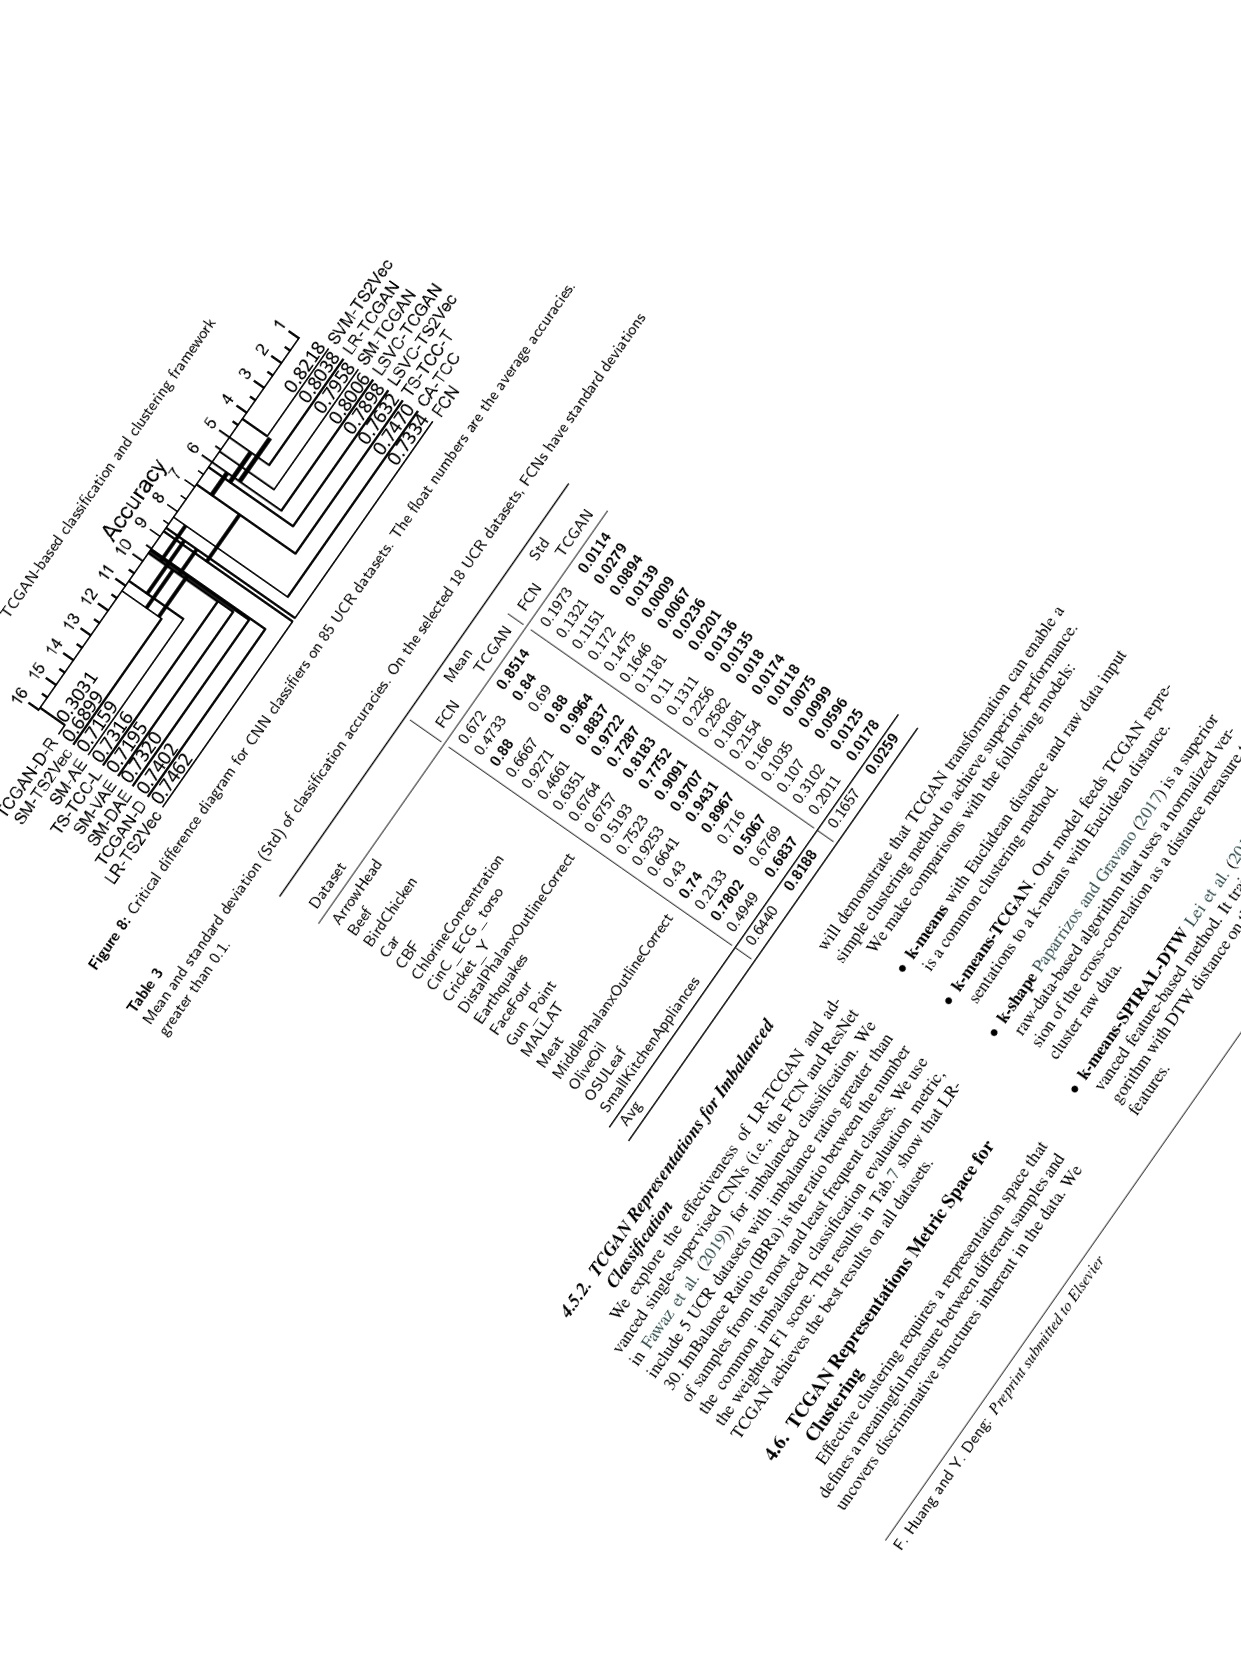 TCGAN-based classification and clustering framework
Accuracy
16 15 14 13 12 11 10 9 8 7 6 5 4 3 2 1
TCGAN-D-R 0.3031
SM-TS2Vec 0.6899
SM-AE 0.7159
TS-TCC-L 0.7316
SM-VAE 0.7195
SM-DAE 0.7320
TCGAN-D 0.7402
LR-TS2Vec 0.7462
0.8218 SVM-TS2Vec
0.8038 LR-TCGAN
0.7958 SM-TCGAN
0.8006 LSVC-TCGAN
0.7898 LSVC-TS2Vec
0.7632 TS-TCC-T
0.7470 CA-TCC
0.7334 FCN
Figure 8: Critical difference diagram for CNN classifiers on 85 UCR datasets. The float numbers are the average accuracies.
Table 3
Mean and standard deviation (Std) of classification accuracies. On the selected 18 UCR datasets, FCNs have standard deviations
greater than 0.1.
Dataset Mean Std
FCN TCGAN FCN TCGAN
ArrowHead 0.672 0.8514 0.1973 0.0114
Beef 0.4733 0.84 0.1321 0.0279
BirdChicken 0.88 0.69 0.1151 0.0894
Car 0.6667 0.88 0.172 0.0139
CBF 0.9271 0.9964 0.1475 0.0009
ChlorineConcentration 0.4661 0.8837 0.1646 0.0067
CinC_ECG_torso 0.6351 0.9722 0.1181 0.0236
Cricket_Y 0.6764 0.7287 0.11 0.0201
DistalPhalanxOutlineCorrect 0.6757 0.8183 0.1311 0.0136
Earthquakes 0.5193 0.7752 0.2256 0.0135
FaceFour 0.7523 0.9091 0.2582 0.018
Gun_Point 0.9253 0.9707 0.1081 0.0174
MALLAT 0.6641 0.9431 0.2154 0.0118
Meat 0.43 0.8967 0.166 0.0075
MiddlePhalanxOutlineCorrect 0.74 0.716 0.1035 0.0999
OliveOil 0.2133 0.5067 0.107 0.0596
OSULeaf 0.7802 0.6769 0.3102 0.0125
SmallKitchenAppliances 0.4949 0.6837 0.2011 0.0178
Avg 0.6440 0.8188 0.1657 0.0259
4.5.2. TCGAN Representations for Imbalanced
Classification
We explore the effectiveness of LR-TCGAN and ad-
vanced single-supervised CNNs (i.e., the FCN and ResNet
in Fawaz et al. (2019)) for imbalanced classification. We
include 5 UCR datasets with imbalance ratios greater than
30. ImBalance Ratio (IBRa) is the ratio between the number
of samples from the most and least frequent classes. We use
the common imbalanced classification evaluation metric,
the weighted F1 score. The results in Tab.7 show that LR-
TCGAN achieves the best results on all datasets.
4.6. TCGAN Representations Metric Space for
Clustering
Effective clustering requires a representation space that
defines a meaningful measure between different samples and
uncovers discriminative structures inherent in the data. We
will demonstrate that TCGAN transformation can enable a
simple clustering method to achieve superior performance.
We make comparisons with the following models:
• k-means with Euclidean distance and raw data input
is a common clustering method.
• k-means-TCGAN. Our model feeds TCGAN repre-
sentations to a k-means with Euclidean distance.
• k-shape Paparrizos and Gravano (2017) is a superior
raw-data-based algorithm that uses a normalized ver-
sion of the cross-correlation as a distance measure
cluster raw data.
• k-means-SPIRAL-DTW Lei et al.
vanced feature-based method. It
gorithm with DTW distance on
features.
F. Huang and Y. Deng: Preprint submitted to Elsevier